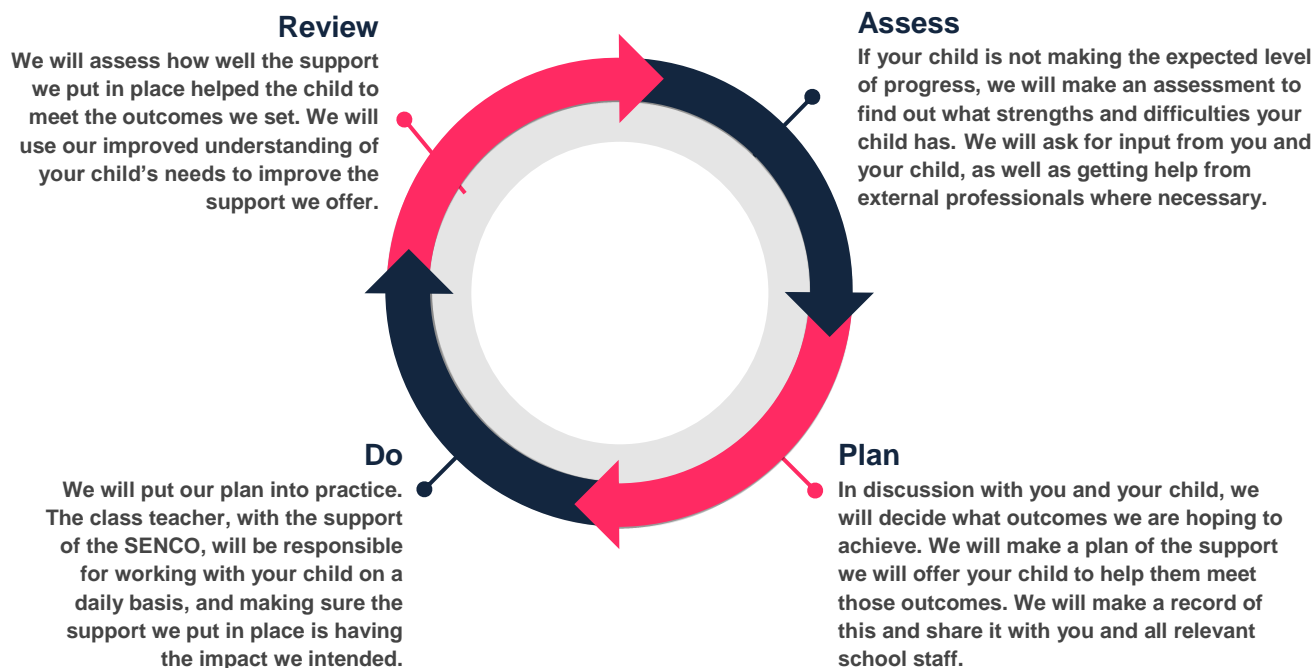 Review
We will assess how well the support
we put in place helped the child to
meet the outcomes we set. We will
use our improved understanding of
your child’s needs to improve the
support we offer.
Assess
If your child is not making the expected level
of progress, we will make an assessment to
find out what strengths and difficulties your
child has. We will ask for input from you and
your child, as well as getting help from
external professionals where necessary.
Do
We will put our plan into practice.
The class teacher, with the support
of the SENCO, will be responsible
for working with your child on a
daily basis, and making sure the
support we put in place is having
the impact we intended.
Plan
In discussion with you and your child, we
will decide what outcomes we are hoping to
achieve. We will make a plan of the support
we will offer your child to help them meet
those outcomes. We will make a record of
this and share it with you and all relevant
school staff.